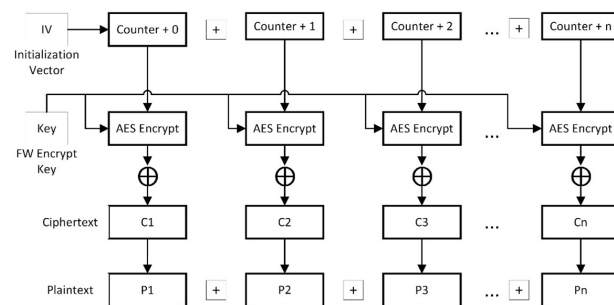 IV
Counter + 0 + Counter + 1 + Counter + 2 ... + Counter + n
Initialization
Vector
Key
AES Encrypt AES Encrypt AES Encrypt ... AES Encrypt
FW Encrypt
Key
Ciphertext C1 C2 C3 ... Cn
Plaintext P1 + P2 + P3 ... + Pn